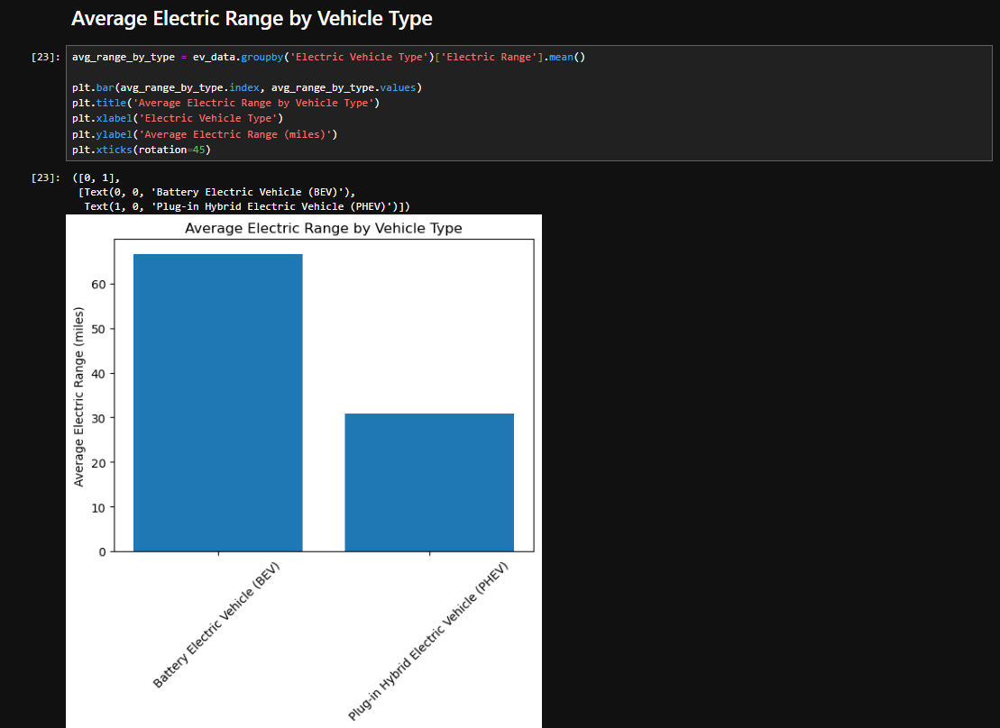 Average Electric Range by Vehicle Type
[23]: avg_range_by_type = ev_data.groupby('Electric Vehicle Type')['Electric Range'].mean()
plt.bar(avg_range_by_type.index, avg_range_by_type.values)
plt.title('Average Electric Range by Vehicle Type')
plt.xlabel('Electric Vehicle Type')
plt.ylabel('Average Electric Range (miles)')
plt.xticks(rotation=45)
[23]: ([0, 1],
[Text(0, 0, 'Battery Electric Vehicle (BEV)'),
Text(1, 0, 'Plug-in Hybrid Electric Vehicle (PHEV)')])
Average Electric Range by Vehicle Type
Average Electric Range (miles)
60
50
40
30
20
10
0
Battery Electric Vehicle (BEV)
Plug-in Hybrid Electric Vehicle (PHEV)